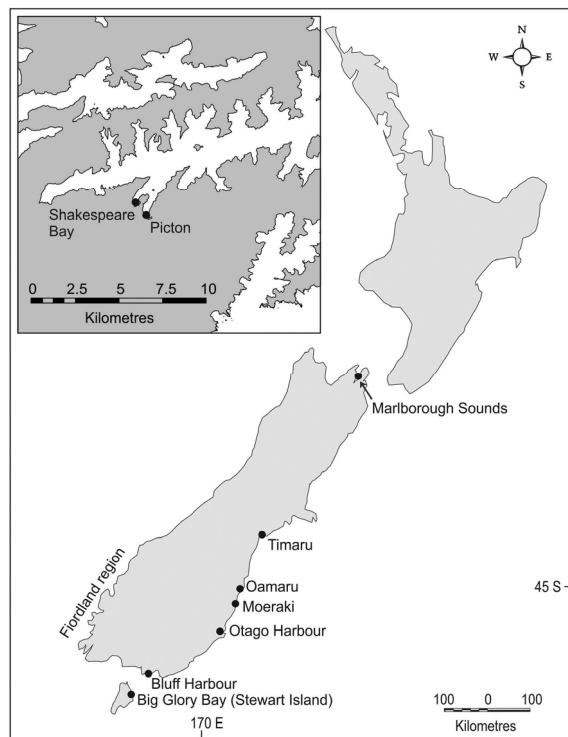 N
W E
S
Shakespeare
Bay
Picton
0 2.5 5 7.5 10
Kilometres
Marlborough Sounds
Timaru
Fiordland region
Oamaru
45 S
Moeraki
Otago Harbour
Bluff Harbour
Big Glory Bay (Stewart Island)
170 E
100 0 100
Kilometres